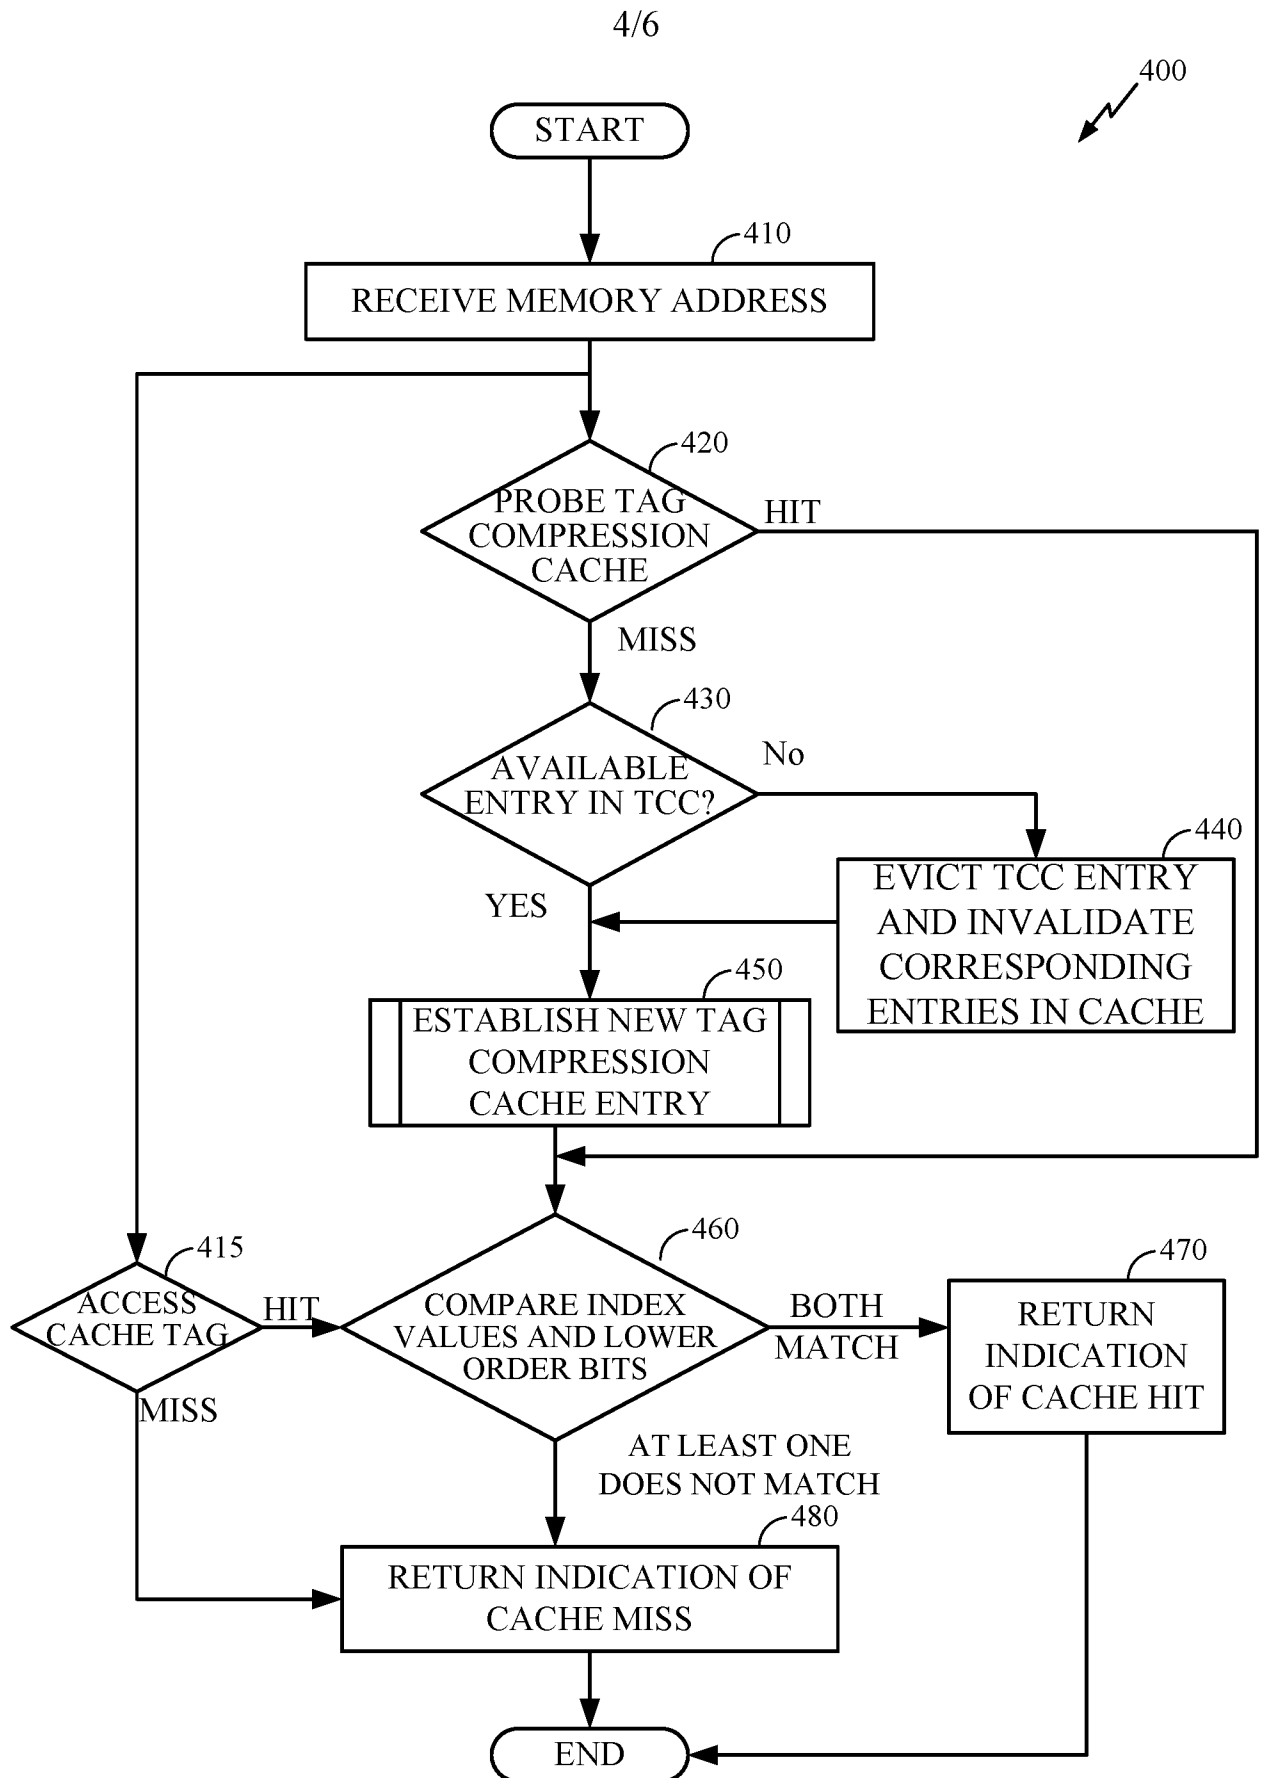 4/6
400
START
410
RECEIVE MEMORY ADDRESS
420
PROBE TAG
COMPRESSION
CACHE
HIT
MISS
430
AVAILABLE
ENTRY IN TCC?
No
YES
440
EVICT TCC ENTRY
AND INVALIDATE
CORRESPONDING
ENTRIES IN CACHE
450
ESTABLISH NEW TAG
COMPRESSION
CACHE ENTRY
415
ACCESS
CACHE TAG
HIT
MISS
460
COMPARE INDEX
VALUES AND LOWER
ORDER BITS
BOTH
MATCH
470
RETURN
INDICATION
OF CACHE HIT
AT LEAST ONE
DOES NOT MATCH
480
RETURN INDICATION OF
CACHE MISS
END